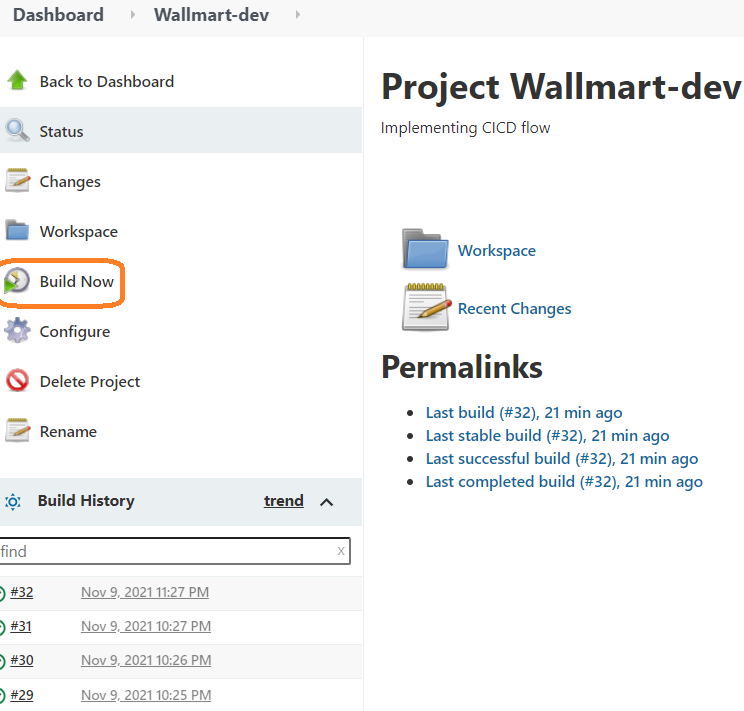 Dashboard Wallmart-dev
Back to Dashboard
Status
Changes
Workspace
Build Now
Configure
Delete Project
Rename
Build History trend
find x
#32 Nov 9, 2021 11:27 PM
#31 Nov 9, 2021 10:27 PM
#30 Nov 9, 2021 10:26 PM
#29 Nov 9, 2021 10:25 PM
Project Wallmart-dev
Implementing CICD flow
Workspace
Recent Changes
Permalinks
Last build (#32), 21 min ago
Last stable build (#32), 21 min ago
Last successful build (#32), 21 min ago
Last completed build (#32), 21 min ago